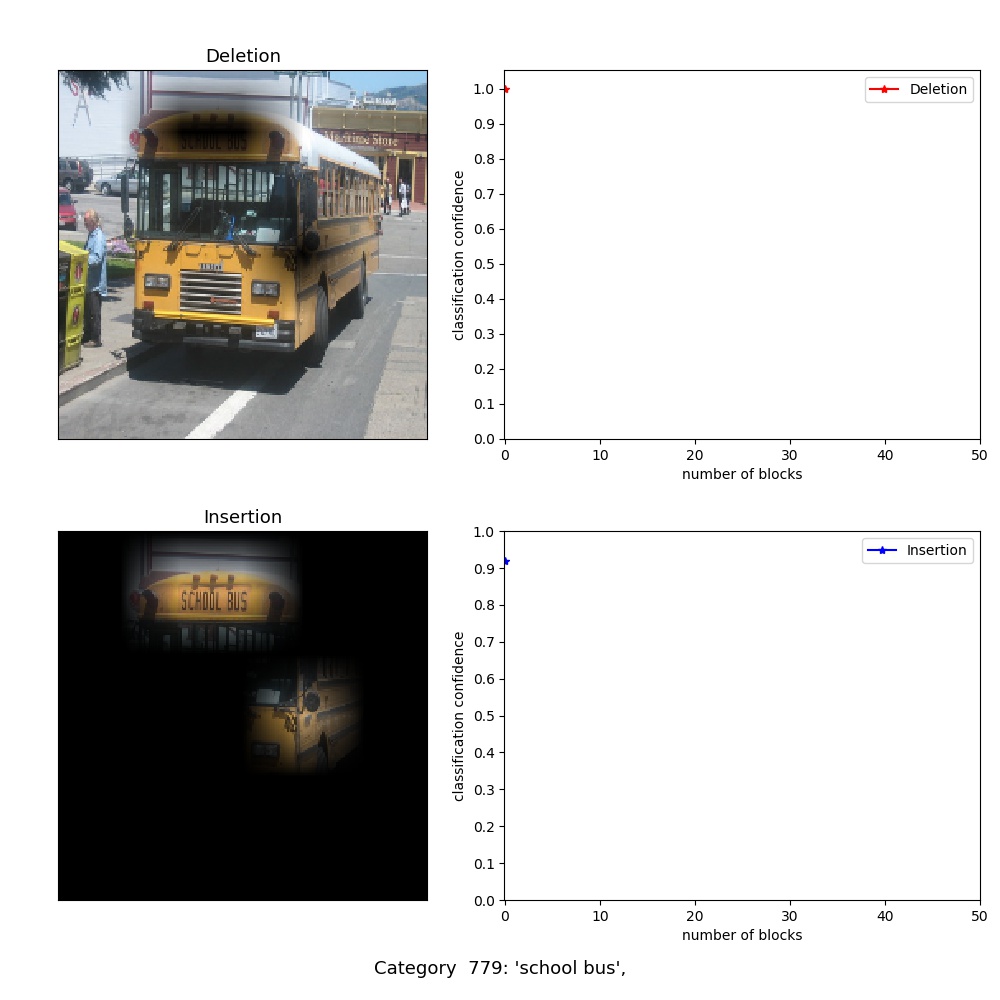 Deletion
SCHOOL BUS
Store
1.0
0.9
0.8
0.7
0.6
0.5
0.4
0.3
0.2
0.1
0.0
classification confidence
0 10 20 30 40 50
number of blocks
Deletion
Insertion
SCHOOL BUS
1.0
0.9
0.8
0.7
0.6
0.5
0.4
0.3
0.2
0.1
0.0
classification confidence
0 10 20 30 40 50
number of blocks
Insertion
Category 779: 'school bus',